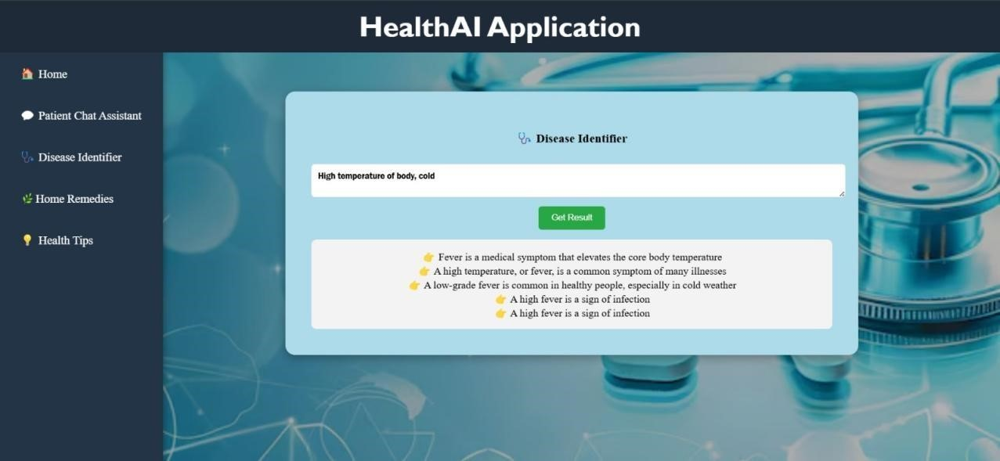 HealthAI Application
🏠 Home
💬 Patient Chat Assistant
🩺 Disease Identifier
🌿 Home Remedies
💡 Health Tips
🩺 Disease Identifier
High temperature of body, cold
Get Result
👉 Fever is a medical symptom that elevates the core body temperature
👉 A high temperature, or fever, is a common symptom of many illnesses
👉 A low-grade fever is common in healthy people, especially in cold weather
👉 A high fever is a sign of infection
👉 A high fever is a sign of infection